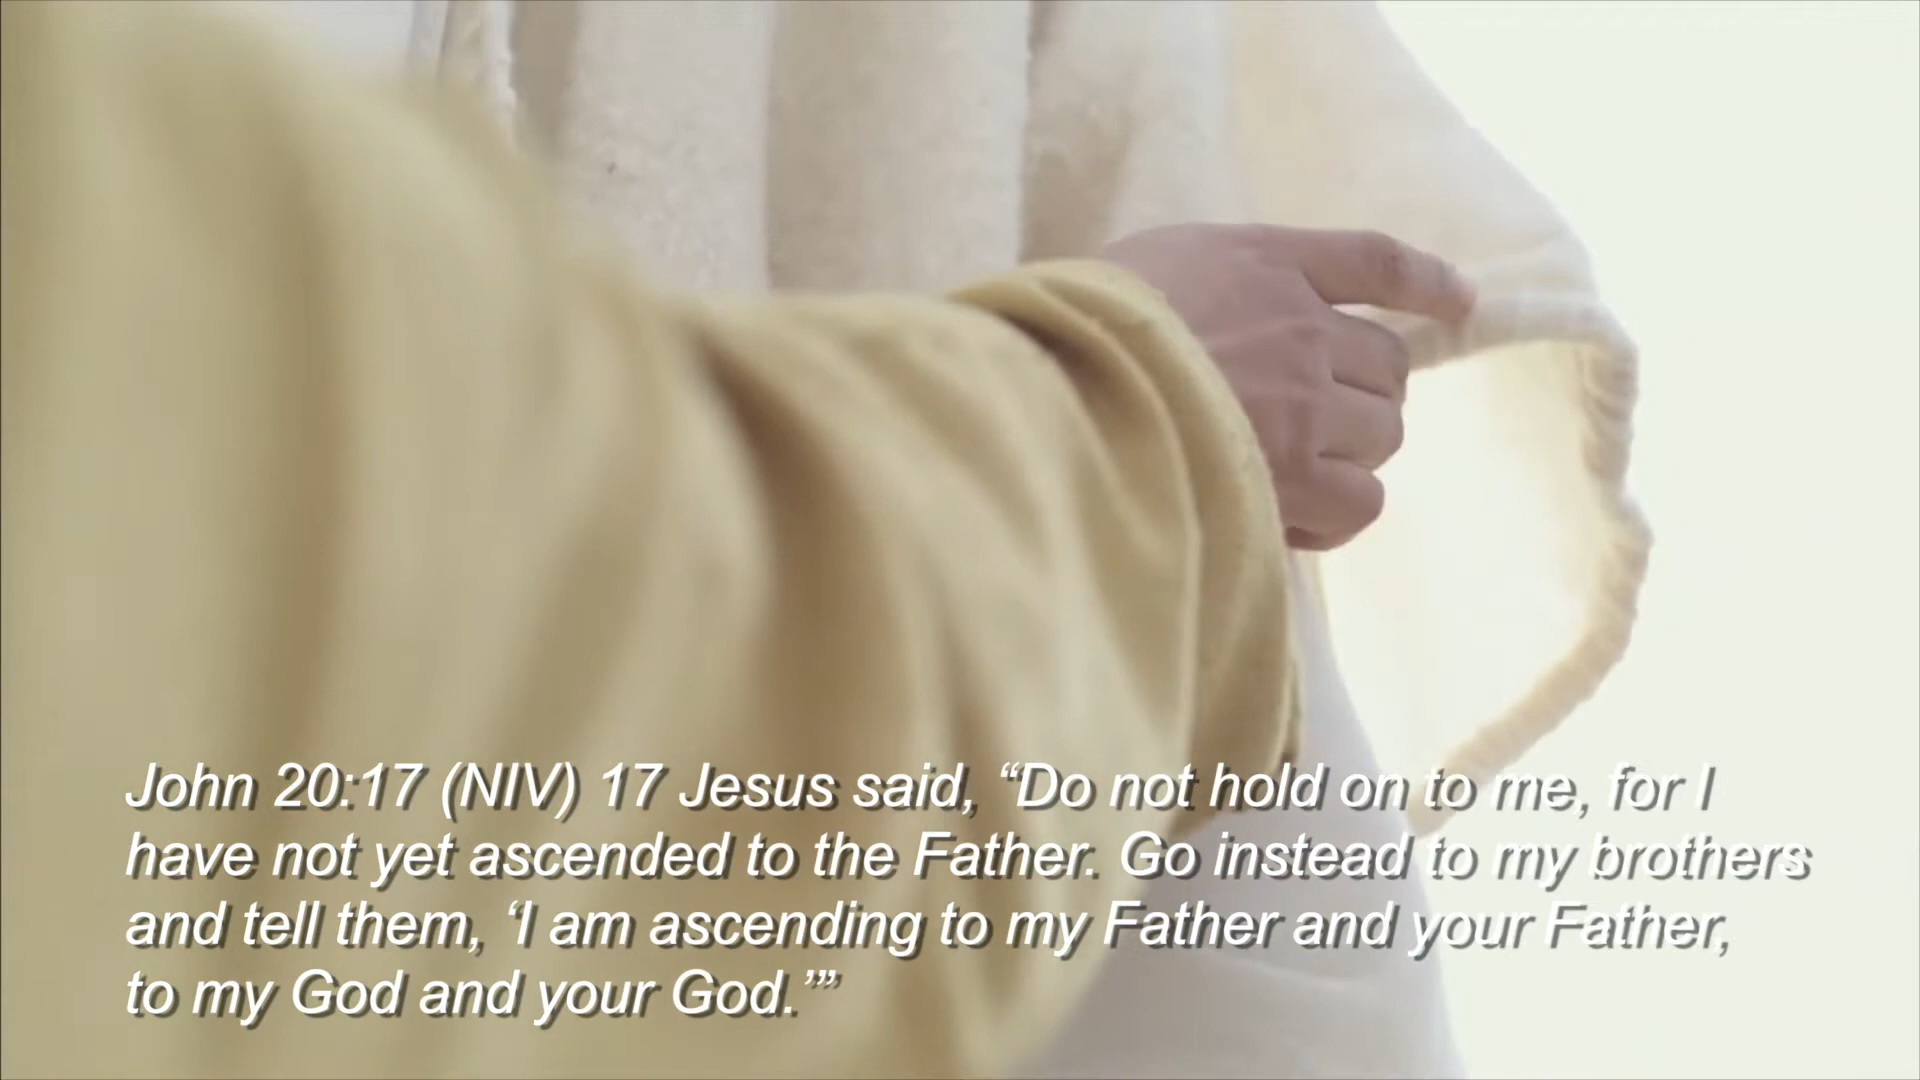 John 20:17 (NIV) 17 Jesus said, “Do not hold on to me, for I
have not yet ascended to the Father. Go instead to my brothers
and tell them, ‘I am ascending to my Father and your Father,
to my God and your God.’”